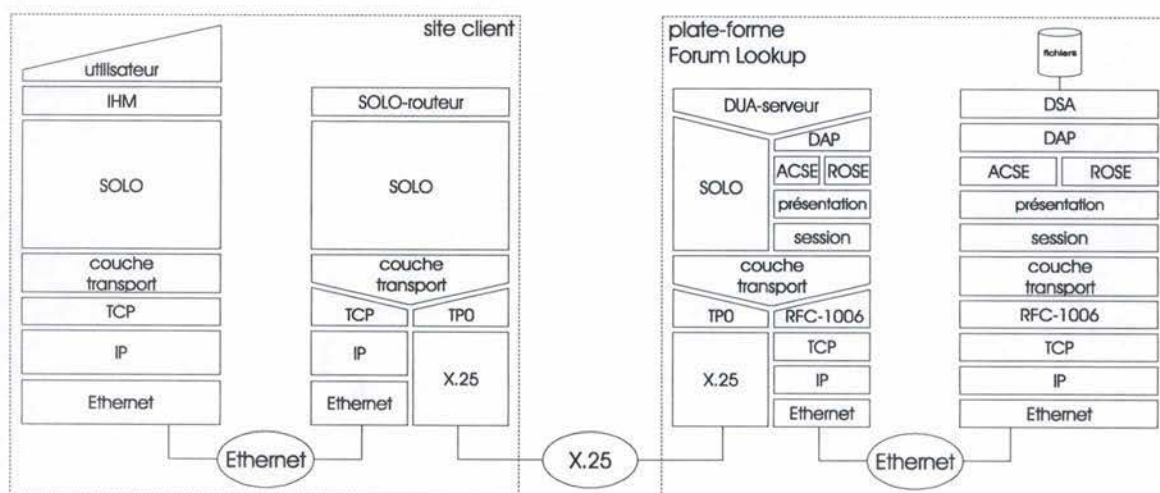 site client
utilisateur
IHM
SOLO
couche
transport
TCP
IP
Ethernet
SOLO-routeur
SOLO
couche
transport
TCP
TP0
IP
X.25
Ethernet
Ethernet
X.25
plate-forme
Forum Lookup
DUA-serveur
SOLO
DAP
ACSE
ROSE
présentation
session
couche
transport
TP0
RFC-1006
X.25
TCP
IP
Ethernet
fichiers
DSA
DAP
ACSE
ROSE
présentation
session
couche
transport
RFC-1006
TCP
IP
Ethernet
Ethernet